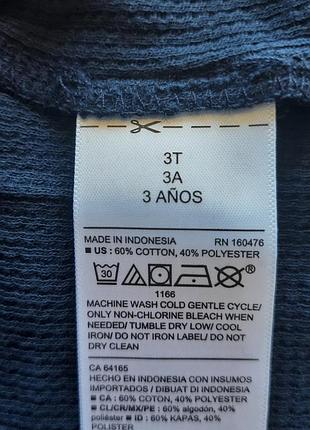 3T
3A
3 AÑOS
MADE IN INDONESIA RN 160476
■ US : 60% COTTON, 40% POLYESTER
30
1166
MACHINE WASH COLD GENTLE CYCLE/
ONLY NON-CHLORINE BLEACH WHEN
NEEDED/ TUMBLE DRY LOW/ COOL
IRON/ DO NOT IRON LABEL/ DO NOT
DRY CLEAN
CA 64165
HECHO EN INDONESIA CON INSUMOS
IMPORTADOS / DIBUAT DI INDONESIA
■ CA : 60% COTON, 40% POLYESTER
■ CL/CR/MX/PE : 60% algodón, 40%
poliéster ■ ID : 60% KAPAS, 40%
POLISTER